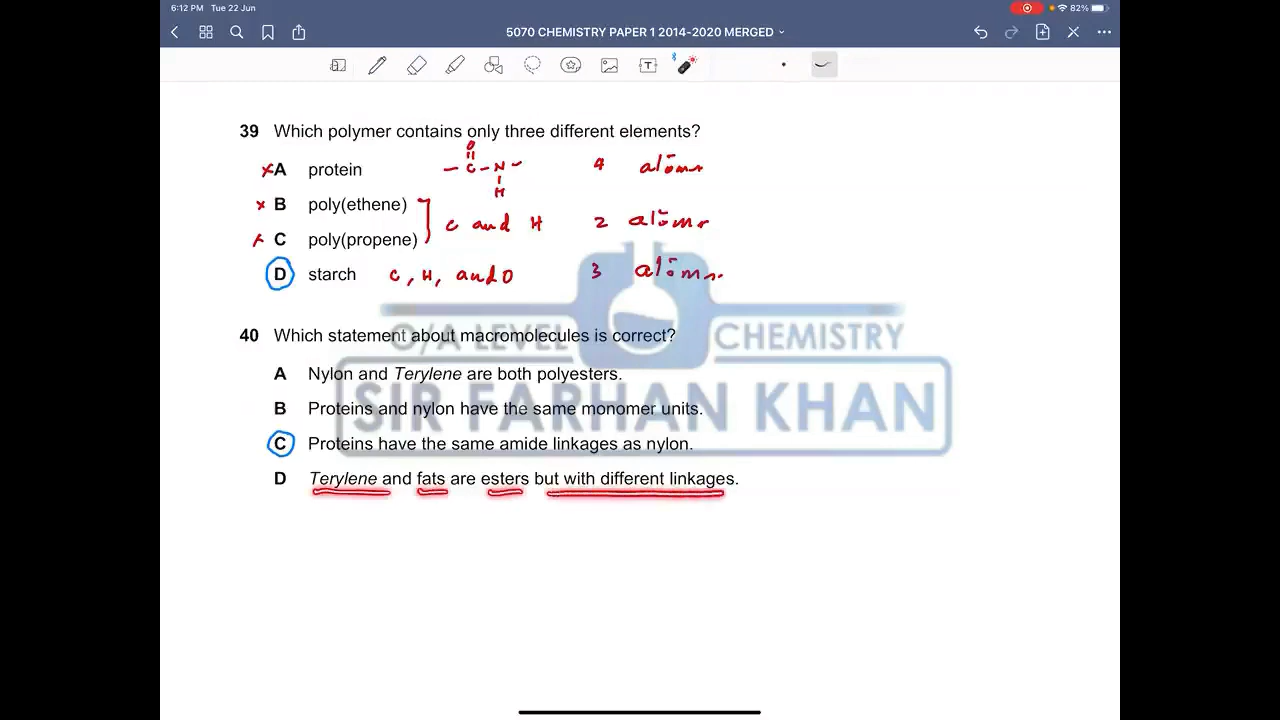 6:12 PM Tue 22 Jun
82%
5070 CHEMISTRY PAPER 1 2014-2020 MERGED
T
39 Which polymer contains only three different elements?
O
A protein – C – N – 4 atoms
H
B poly(ethene)
C and H 2 atoms
C poly(propene)
D starch C, H, and O 3 atoms
40 Which statement about macromolecules is correct?
O/A LEVEL CHEMISTRY
A Nylon and Terylene are both polyesters.
B Proteins and nylon have the same monomer units.
SIR FARHAN KHAN
C Proteins have the same amide linkages as nylon.
D Terylene and fats are esters but with different linkages.